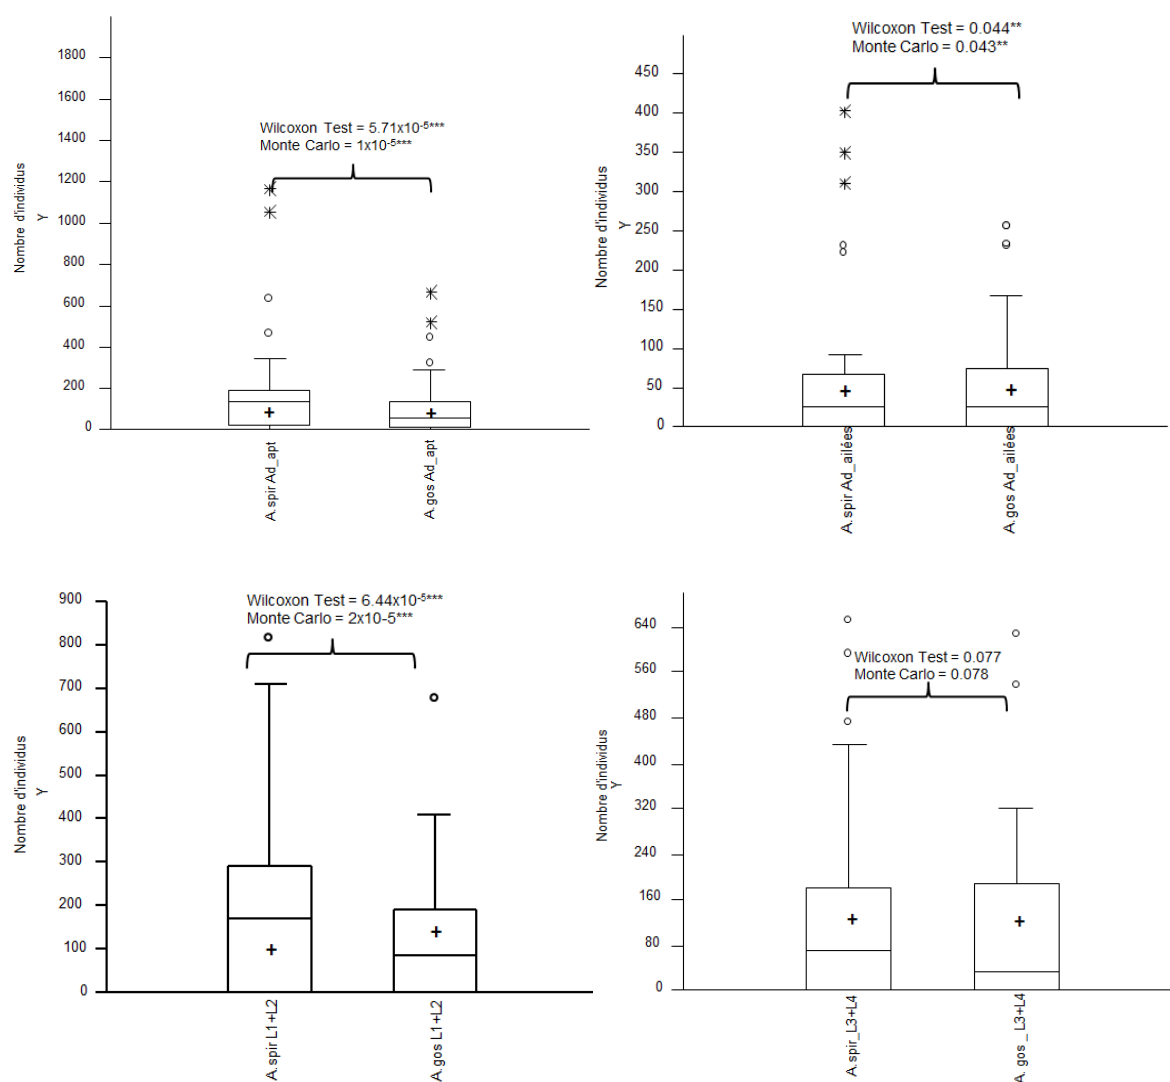 Wilcoxon Test = 5.71x10-5***
Monte Carlo = 1x10-5***
Nombre d'individus
Y
1800
1600
1400
1200
1000
800
600
400
200
0
A.spir Ad_apt
A.gos Ad_apt
Wilcoxon Test = 0.044**
Monte Carlo = 0.043**
Nombre d'individus
Y
450
400
350
300
250
200
150
100
50
0
A.spir Ad_ailées
A.gos Ad_ailées
Wilcoxon Test = 6.44x10-5***
Monte Carlo = 2x10-5***
Nombre d'individus
Y
900
800
700
600
500
400
300
200
100
0
A.spir L1+L2
A.gos L1+L2
Wilcoxon Test = 0.077
Monte Carlo = 0.078
Nombre d'individus
Y
640
560
480
400
320
240
160
80
0
A.spir_L3+L4
A.gos _ L3+L4